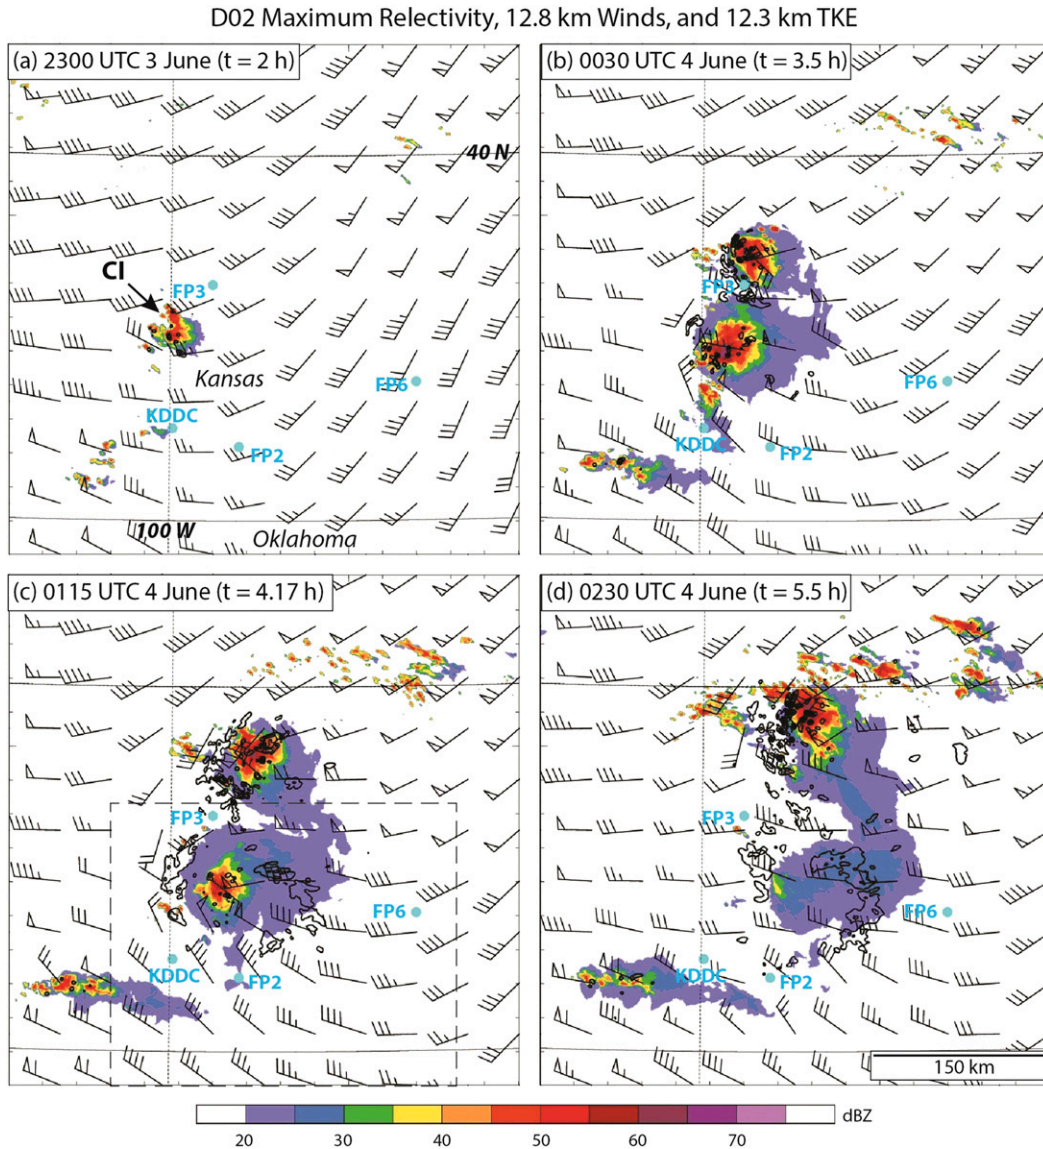 D02 Maximum Relectivity, 12.8 km Winds, and 12.3 km TKE
(a) 2300 UTC 3 June (t = 2 h)
40 N
CI
FP3
Kansas
FP6
KDDC
FP2
100 W
Oklahoma
(b) 0030 UTC 4 June (t = 3.5 h)
FP3
FP6
KDDC
FP2
(c) 0115 UTC 4 June (t = 4.17 h)
FP3
FP6
KDDC
FP2
(d) 0230 UTC 4 June (t = 5.5 h)
FP3
FP6
KDDC
FP2
150 km
dBZ
20 30 40 50 60 70